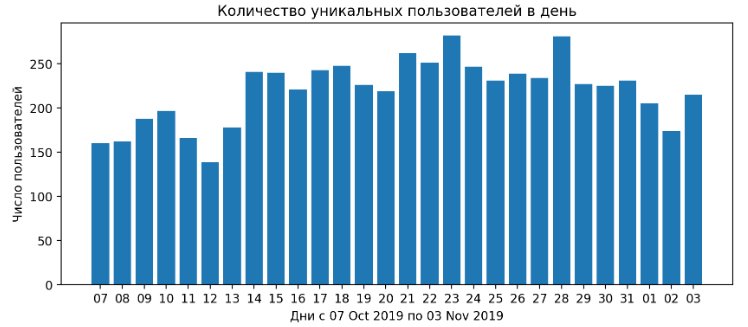 Количество уникальных пользователей в день
Число пользователей
250
200
150
100
50
0
07 08 09 10 11 12 13 14 15 16 17 18 19 20 21 22 23 24 25 26 27 28 29 30 31 01 02 03
Дни с 07 Oct 2019 по 03 Nov 2019